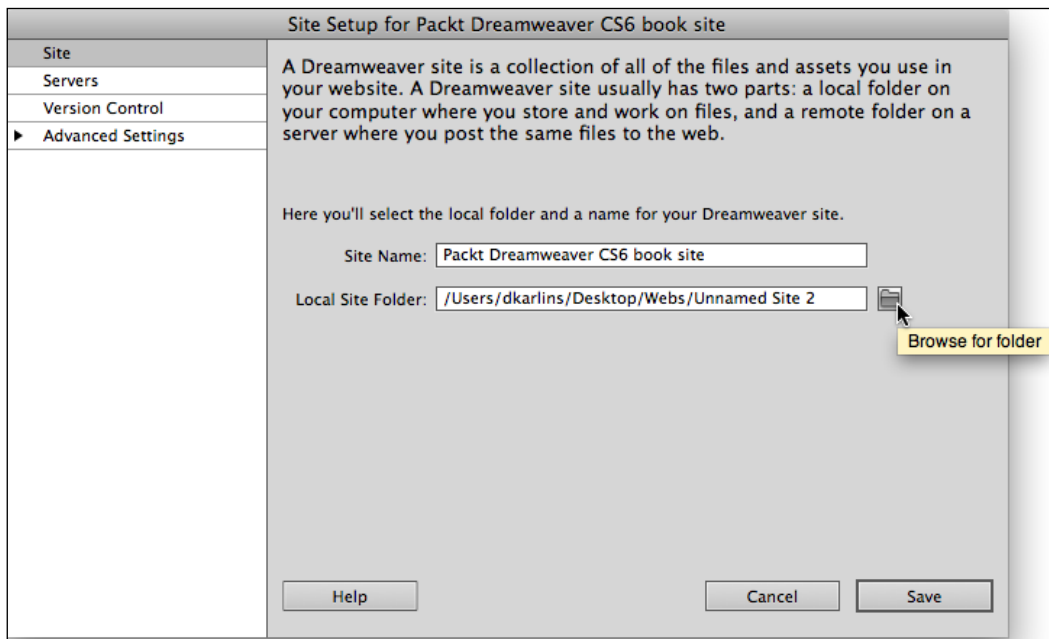 Site Setup for Packt Dreamweaver CS6 book site
Site
Servers
Version Control
Advanced Settings
A Dreamweaver site is a collection of all of the files and assets you use in
your website. A Dreamweaver site usually has two parts: a local folder on
your computer where you store and work on files, and a remote folder on a
server where you post the same files to the web.
Here you'll select the local folder and a name for your Dreamweaver site.
Site Name: Packt Dreamweaver CS6 book site
Local Site Folder: /Users/dkarlins/Desktop/Webs/Unnamed Site 2
Browse for folder
Help Cancel Save